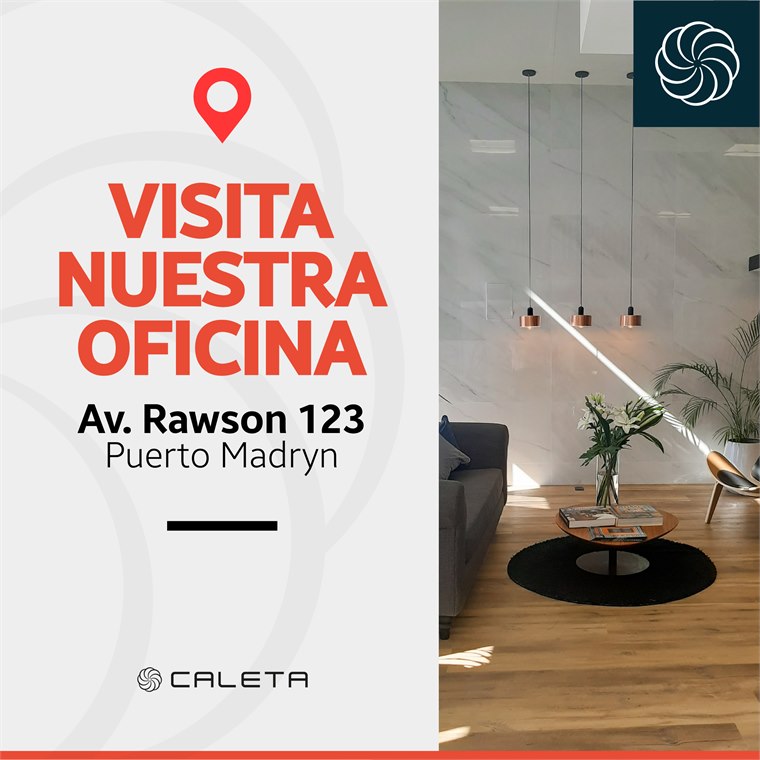 VISITA
NUESTRA
OFICINA
Av. Rawson 123
Puerto Madryn
CALETA